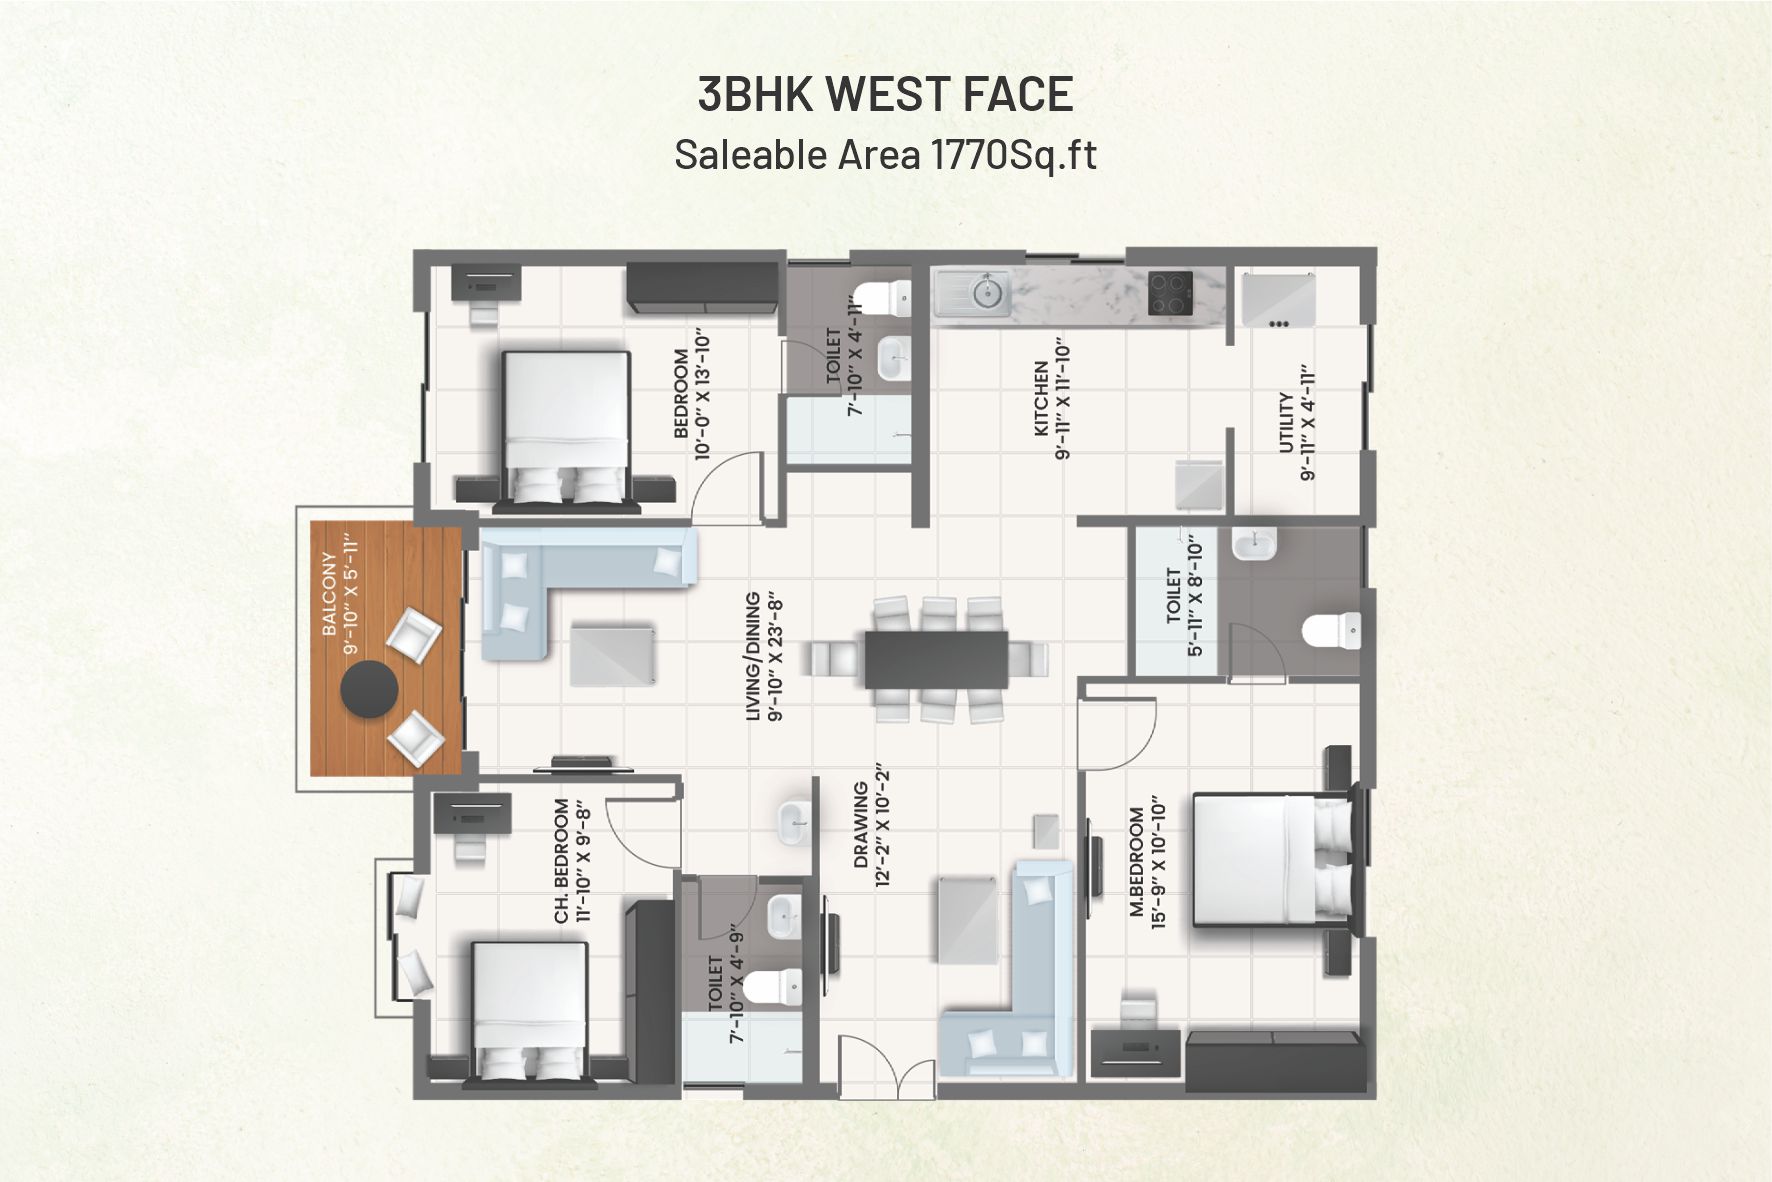 3BHK WEST FACE
Saleable Area 1770Sq.ft
BEDROOM
10'-0" X 13'-10"
TOILET
7'-10" X 4'-11"
KITCHEN
9'-11" X 11'-10"
UTILITY
9'-11" X 4'-11"
BALCONY
9'-10" X 5'-11"
LIVING/DINING
9'-10" X 23'-8"
TOILET
5'-11" X 8'-10"
CH. BEDROOM
11'-10" X 9'-8"
TOILET
7'-10" X 4'-9"
DRAWING
12'-2" X 10'-2"
M.BEDROOM
15'-9" X 10'-10"